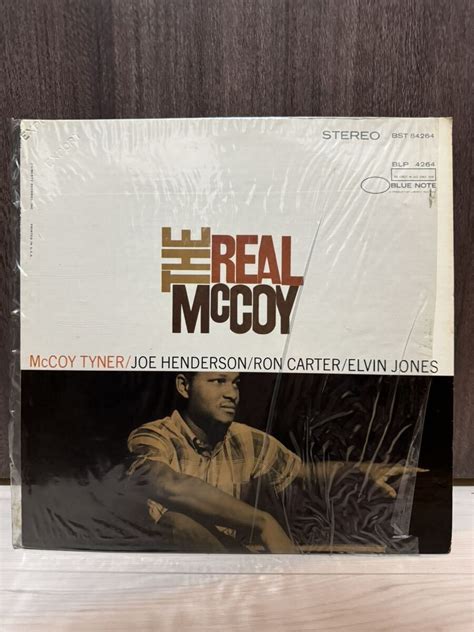 STEREO BST 84264
BLP 4264
BLUE NOTE
THE REAL
McCOY
McCOY TYNER/JOE HENDERSON/RON CARTER/ELVIN JONES